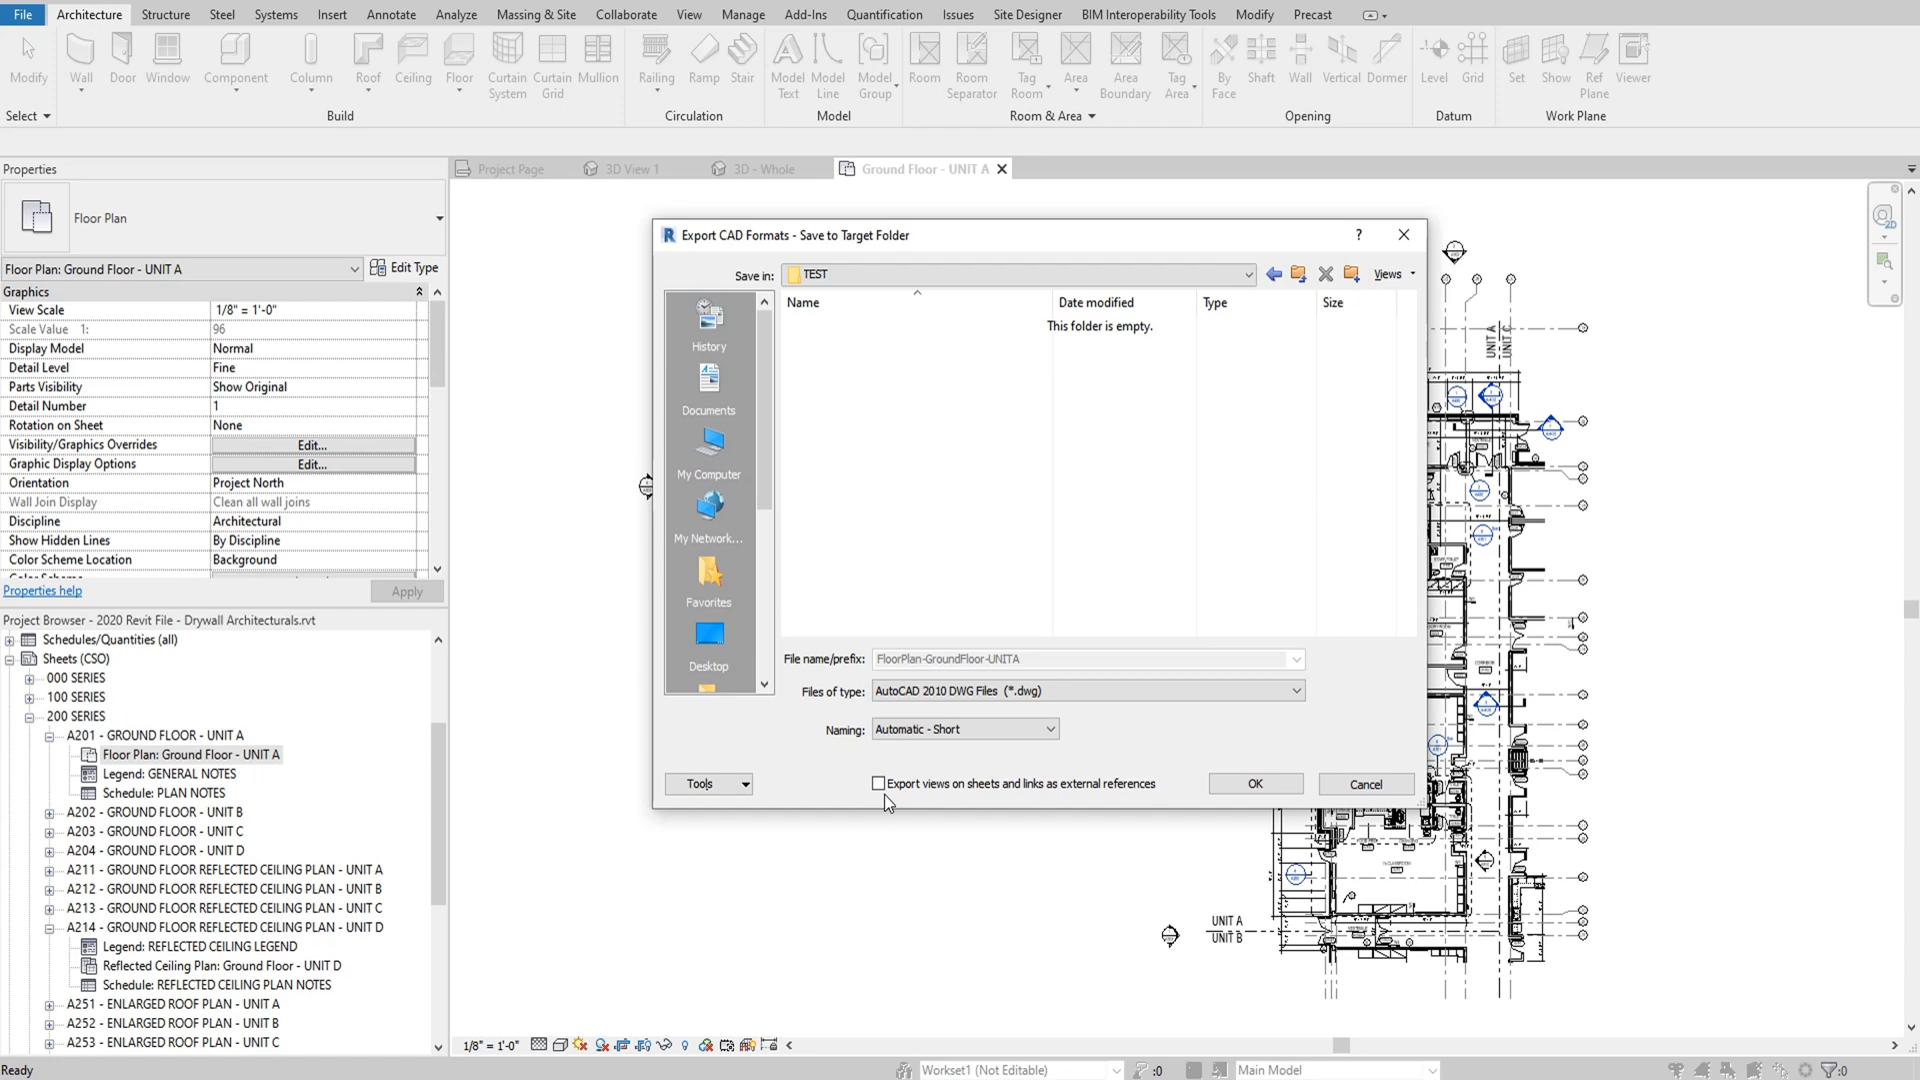 File Architecture Structure Steel Systems Insert Annotate Analyze Massing & Site Collaborate View Manage Add-Ins Quantification Issues Site Designer BIM Interoperability Tools Modify Precast
Modify Wall Door Window Component Column Roof Ceiling Floor Curtain System Curtain Grid Mullion Railing Ramp Stair Model Text Model Line Model Group Room Room Separator Tag Room Area Area Boundary Tag Area By Face Shaft Wall Vertical Dormer Level Grid Set Show Ref Plane Viewer
Select Build Circulation Model Room & Area Opening Datum Work Plane
Properties
Project Page 3D View 1 3D - Whole Ground Floor - UNIT A
Floor Plan
Floor Plan: Ground Floor - UNIT A Edit Type
Graphics
View Scale 1/8" = 1'-0"
Scale Value 1: 96
Display Model Normal
Detail Level Fine
Parts Visibility Show Original
Detail Number 1
Rotation on Sheet None
Visibility/Graphics Overrides Edit...
Graphic Display Options Edit...
Orientation Project North
Wall Join Display Clean all wall joins
Discipline Architectural
Show Hidden Lines By Discipline
Color Scheme Location Background
Properties help Apply
Project Browser - 2020 Revit File - Drywall Architecturals.rvt
Schedules/Quantities (all)
Sheets (CSO)
000 SERIES
100 SERIES
200 SERIES
A201 - GROUND FLOOR - UNIT A
Floor Plan: Ground Floor - UNIT A
Legend: GENERAL NOTES
Schedule: PLAN NOTES
A202 - GROUND FLOOR - UNIT B
A203 - GROUND FLOOR - UNIT C
A204 - GROUND FLOOR - UNIT D
A211 - GROUND FLOOR REFLECTED CEILING PLAN - UNIT A
A212 - GROUND FLOOR REFLECTED CEILING PLAN - UNIT B
A213 - GROUND FLOOR REFLECTED CEILING PLAN - UNIT C
A214 - GROUND FLOOR REFLECTED CEILING PLAN - UNIT D
Legend: REFLECTED CEILING LEGEND
Reflected Ceiling Plan: Ground Floor - UNIT D
Schedule: REFLECTED CEILING PLAN NOTES
A251 - ENLARGED ROOF PLAN - UNIT A
A252 - ENLARGED ROOF PLAN - UNIT B
A253 - ENLARGED ROOF PLAN - UNIT C
R Export CAD Formats - Save to Target Folder ?
Save in: TEST Views
Name Date modified Type Size
This folder is empty.
History
Documents
My Computer
My Network...
Favorites
Desktop
File name/prefix: FloorPlan-GroundFloor-UNITA
Files of type: AutoCAD 2010 DWG Files (*.dwg)
Naming: Automatic - Short
Tools Export views on sheets and links as external references OK Cancel
2D
UNIT A
UNIT C
UNIT A
UNIT B
1/8" = 1'-0"
Ready Workset1 (Not Editable) :0 Main Model :0